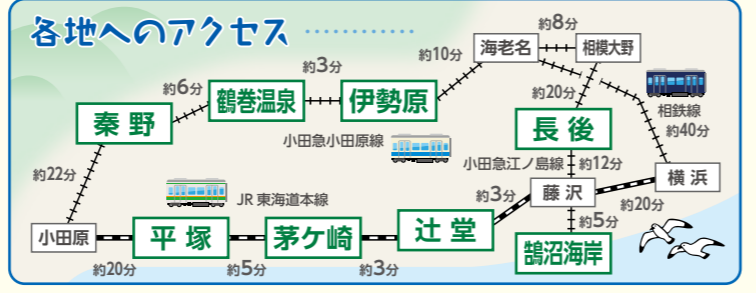 各地へのアクセス …………
約8分
海老名
相模大野
約10分
約3分
約6分
鶴巻温泉
伊勢原
秦野
約20分
相鉄線
約40分
小田急小田原線
長後
約22分
小田急江ノ島線
約12分
横浜
JR東海道本線
約3分
藤沢
約20分
小田原
平塚
茅ケ崎
辻堂
約5分
鵠沼海岸
約20分
約5分
約3分